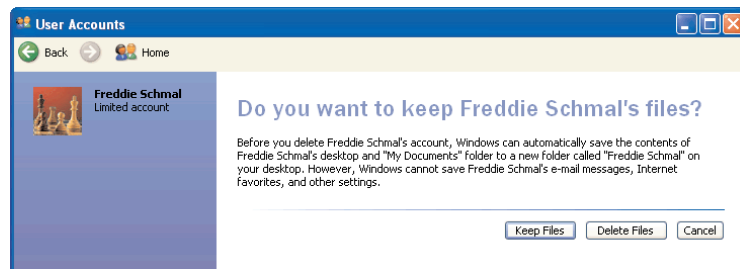 User Accounts
Back Home
Freddie Schmal
Limited account
Do you want to keep Freddie Schmal's files?
Before you delete Freddie Schmal's account, Windows can automatically save the contents of
Freddie Schmal's desktop and "My Documents" folder to a new folder called "Freddie Schmal" on
your desktop. However, Windows cannot save Freddie Schmal's e-mail messages, Internet
favorites, and other settings.
Keep Files Delete Files Cancel